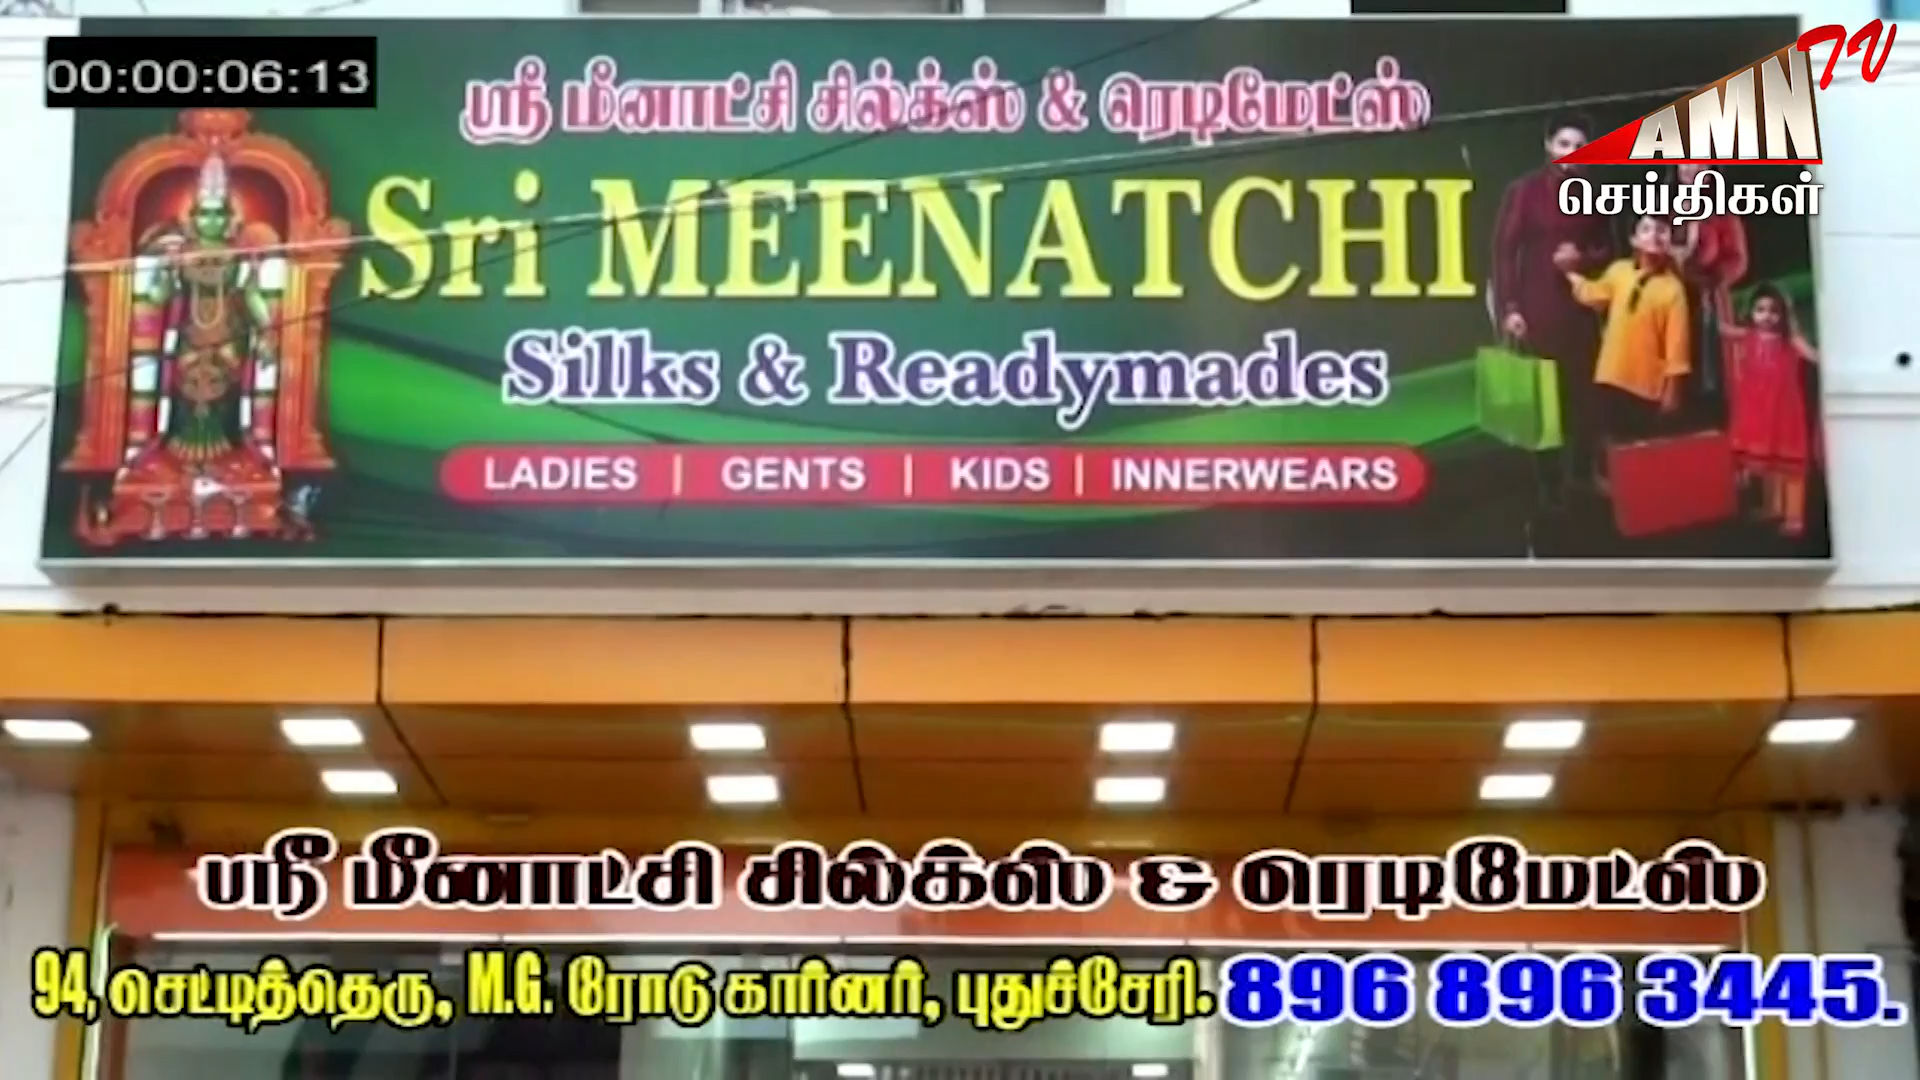 00:00:06:13
AMN TV
செய்திகள்
ஸ்ரீ மீனாட்சி சில்க்ஸ் & ரெடிமேட்ஸ்
Sri MEENATCHI
Silks & Readymades
LADIES | GENTS | KIDS | INNERWEARS
ஸ்ரீ மீனாட்சி சில்க்ஸ் & ரெடிமேட்ஸ்
94, செட்டித்தெரு, M.G. ரோடு கார்னர், புதுச்சேரி. 896 896 3445.